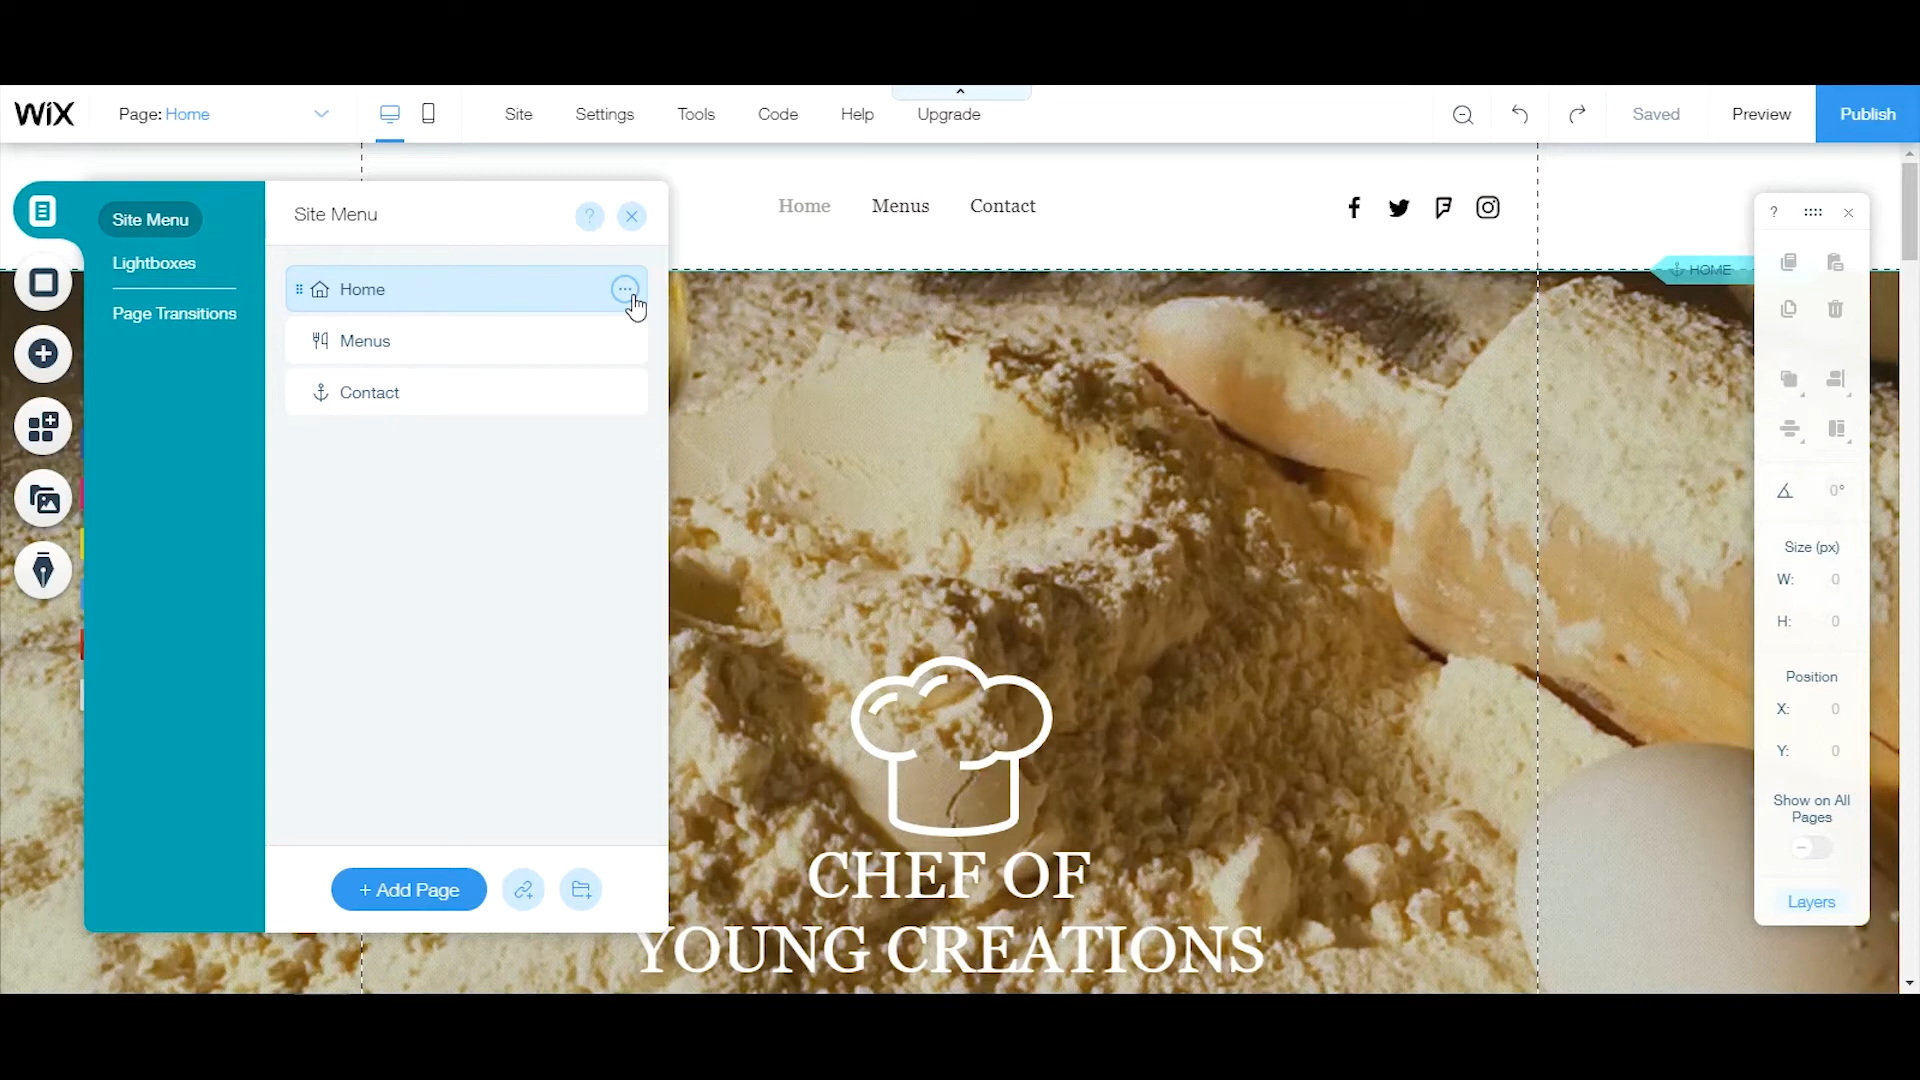 WiX
Page: Home
Site
Settings
Tools
Code
Help
Upgrade
Saved
Preview
Publish
Site Menu
Lightboxes
Page Transitions
Site Menu
?
Home
Menus
Contact
+ Add Page
Home
Menus
Contact
HOME
CHEF OF
YOUNG CREATIONS
?
0°
Size (px)
W: 0
H: 0
Position
X: 0
Y: 0
Show on All
Pages
Layers